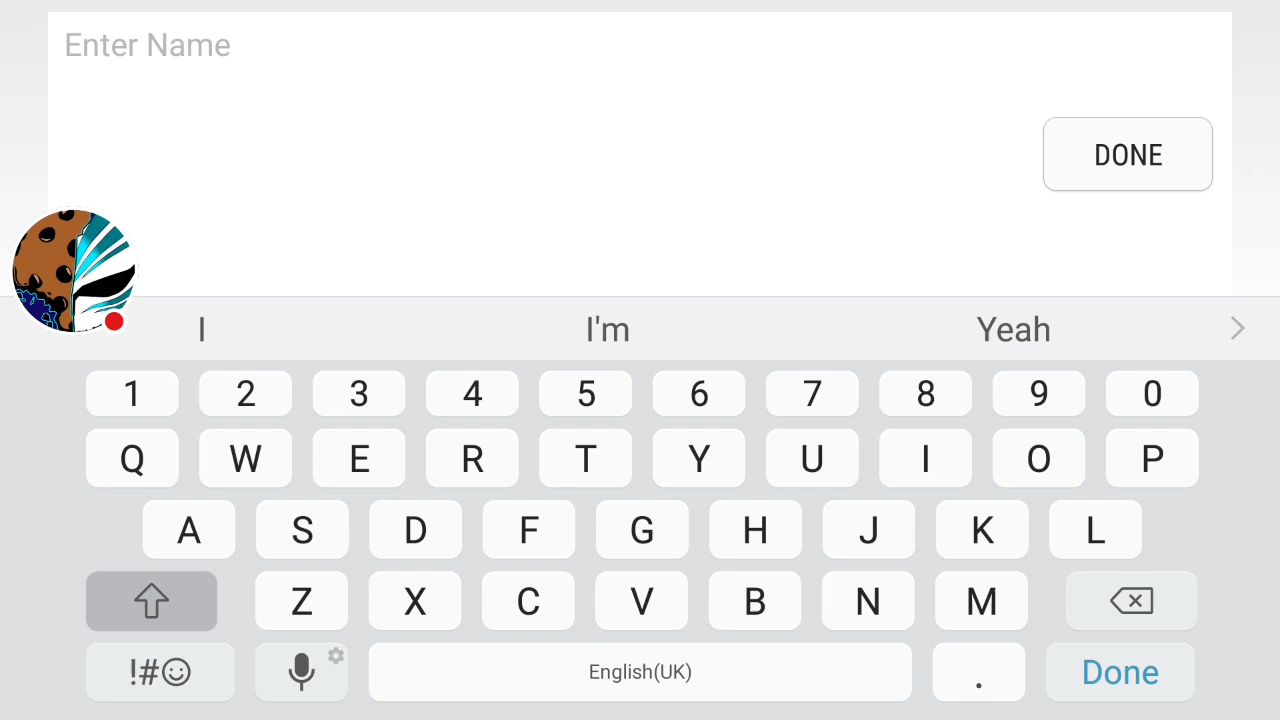 Enter Name
DONE
I I'm Yeah
1 2 3 4 5 6 7 8 9 0
Q W E R T Y U I O P
A S D F G H J K L
Z X C V B N M
!#☺ English(UK) . Done